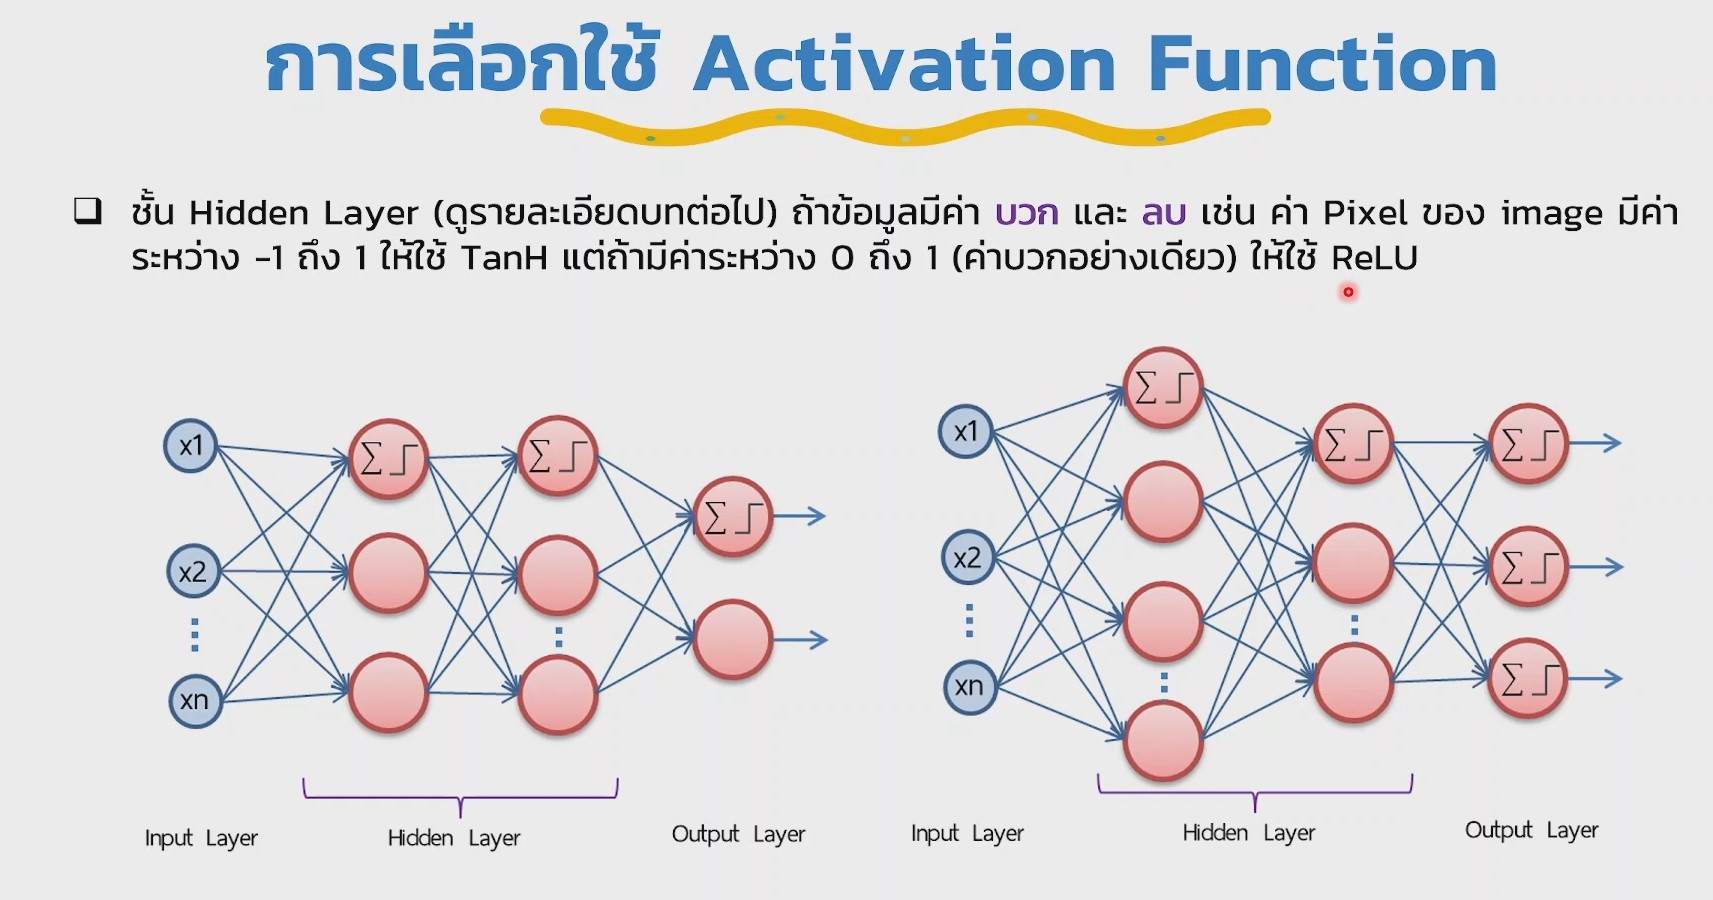 การเลือกใช้ Activation Function
❑ ชั้น Hidden Layer (ดูรายละเอียดบทต่อไป) ถ้าข้อมูลมีค่า บวก และ ลบ เช่น ค่า Pixel ของ image มีค่า
ระหว่าง -1 ถึง 1 ให้ใช้ TanH แต่ถ้ามีค่าระหว่าง 0 ถึง 1 (ค่าบวกอย่างเดียว) ให้ใช้ ReLU
x1
∑
∑
∑
x2
xn
Input Layer
Hidden Layer
Output Layer
x1
∑
∑
∑
x2
∑
xn
∑
Input Layer
Hidden Layer
Output Layer